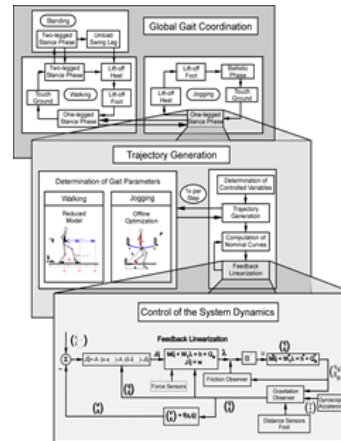 Global Gait Coordination
Standing
Two-legged
Stance Phase
Unload
Swing Leg
Two-legged
Stance Phase
Lift-off
Heel
Touch
Ground
Walking
Lift-off
Foot
One-legged
Stance Phase
Lift-off
Foot
Ballistic
Phase
Lift-off
Heel
Jogging
Touch
Ground
One-legged
Stance Phase
Trajectory Generation
Determination of Gait Parameters
Walking
Reduced
Model
Jogging
Offline
Optimization
1x per
Step
Determination of
Controlled Variables
Trajectory
Generation
Computation of
Nominal Curves
Feedback
Linearization
Control of the System Dynamics
Feedback Linearization
Force Sensors
B
Friction Observer
Gravitation
Observer
Distance Sensors
Foot